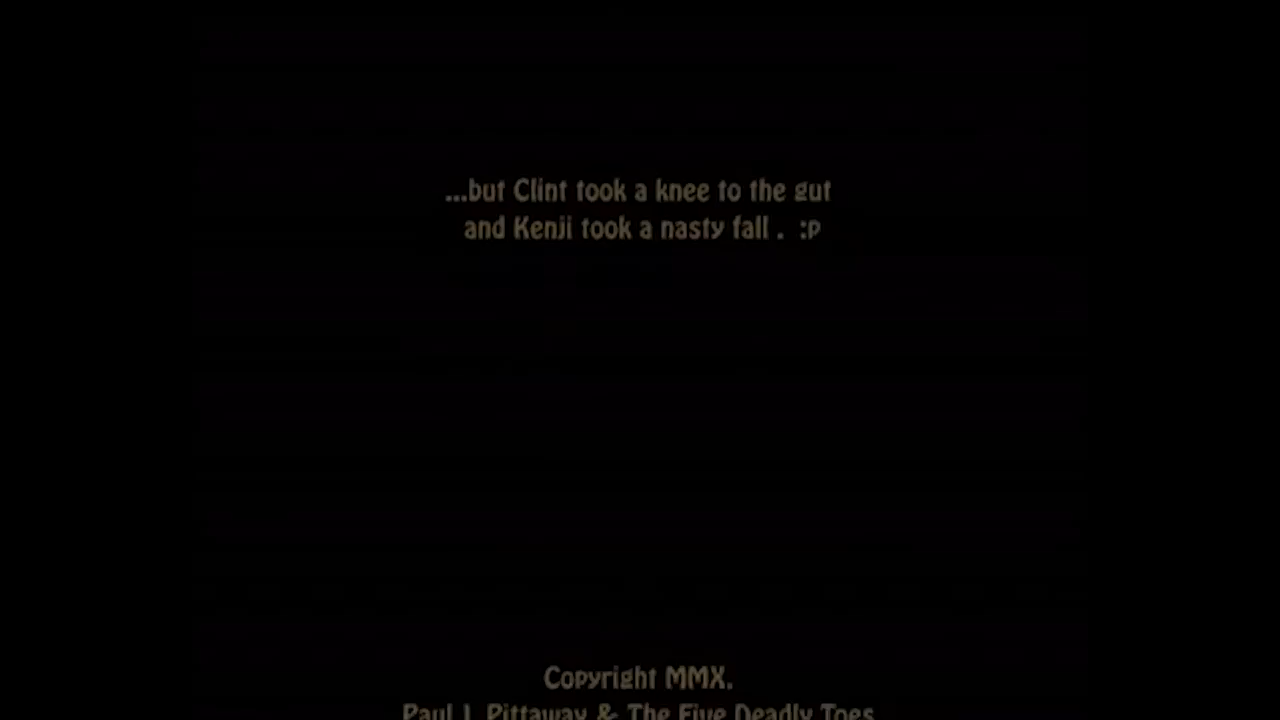 ...but Clint took a knee to the gut
and Kenji took a nasty fall . :p
Copyright MMX.
Paul J. Pittaway & The Five Deadly Toes